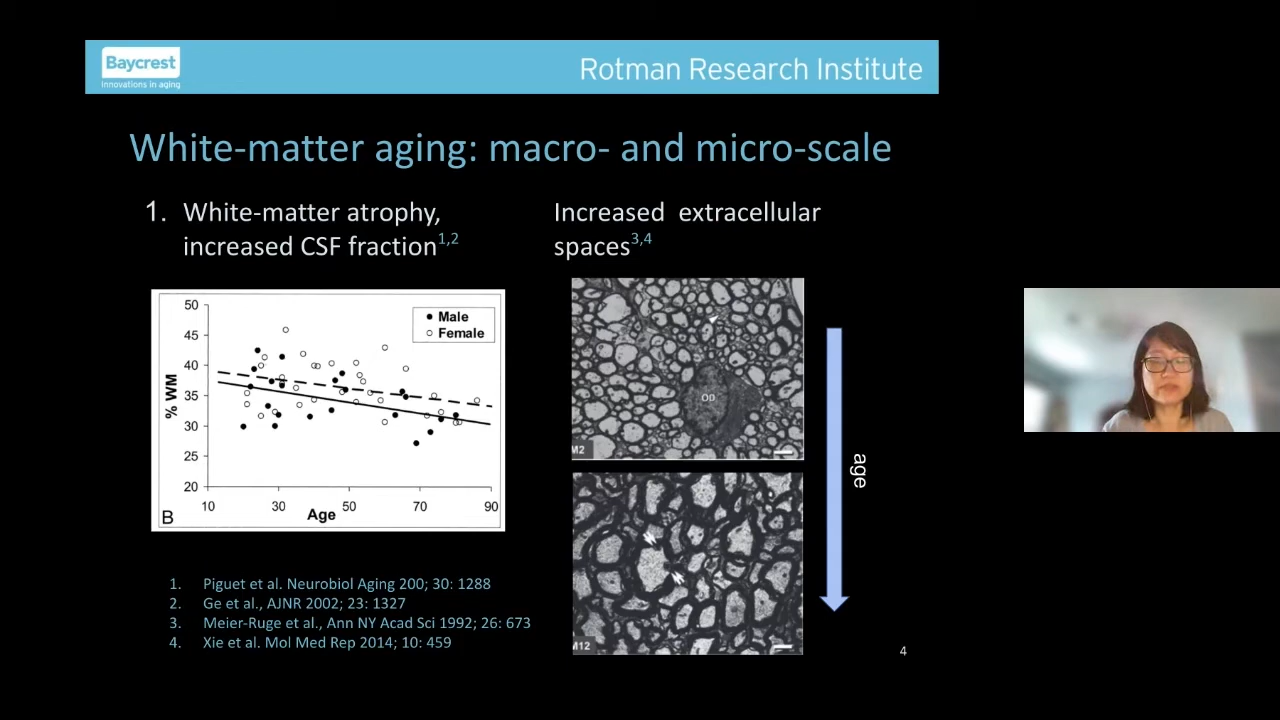 Baycrest
Innovations in aging
Rotman Research Institute
White-matter aging: macro- and micro-scale
1. White-matter atrophy,
increased CSF fraction1,2
Increased extracellular
spaces3,4
50
45
40
35
30
25
20
% WM
Male
Female
10 30 50 70 90
Age
B
OD
M2
M12
age
1. Piguet et al. Neurobiol Aging 200; 30: 1288
2. Ge et al., AJNR 2002; 23: 1327
3. Meier-Ruge et al., Ann NY Acad Sci 1992; 26: 673
4. Xie et al. Mol Med Rep 2014; 10: 459
4